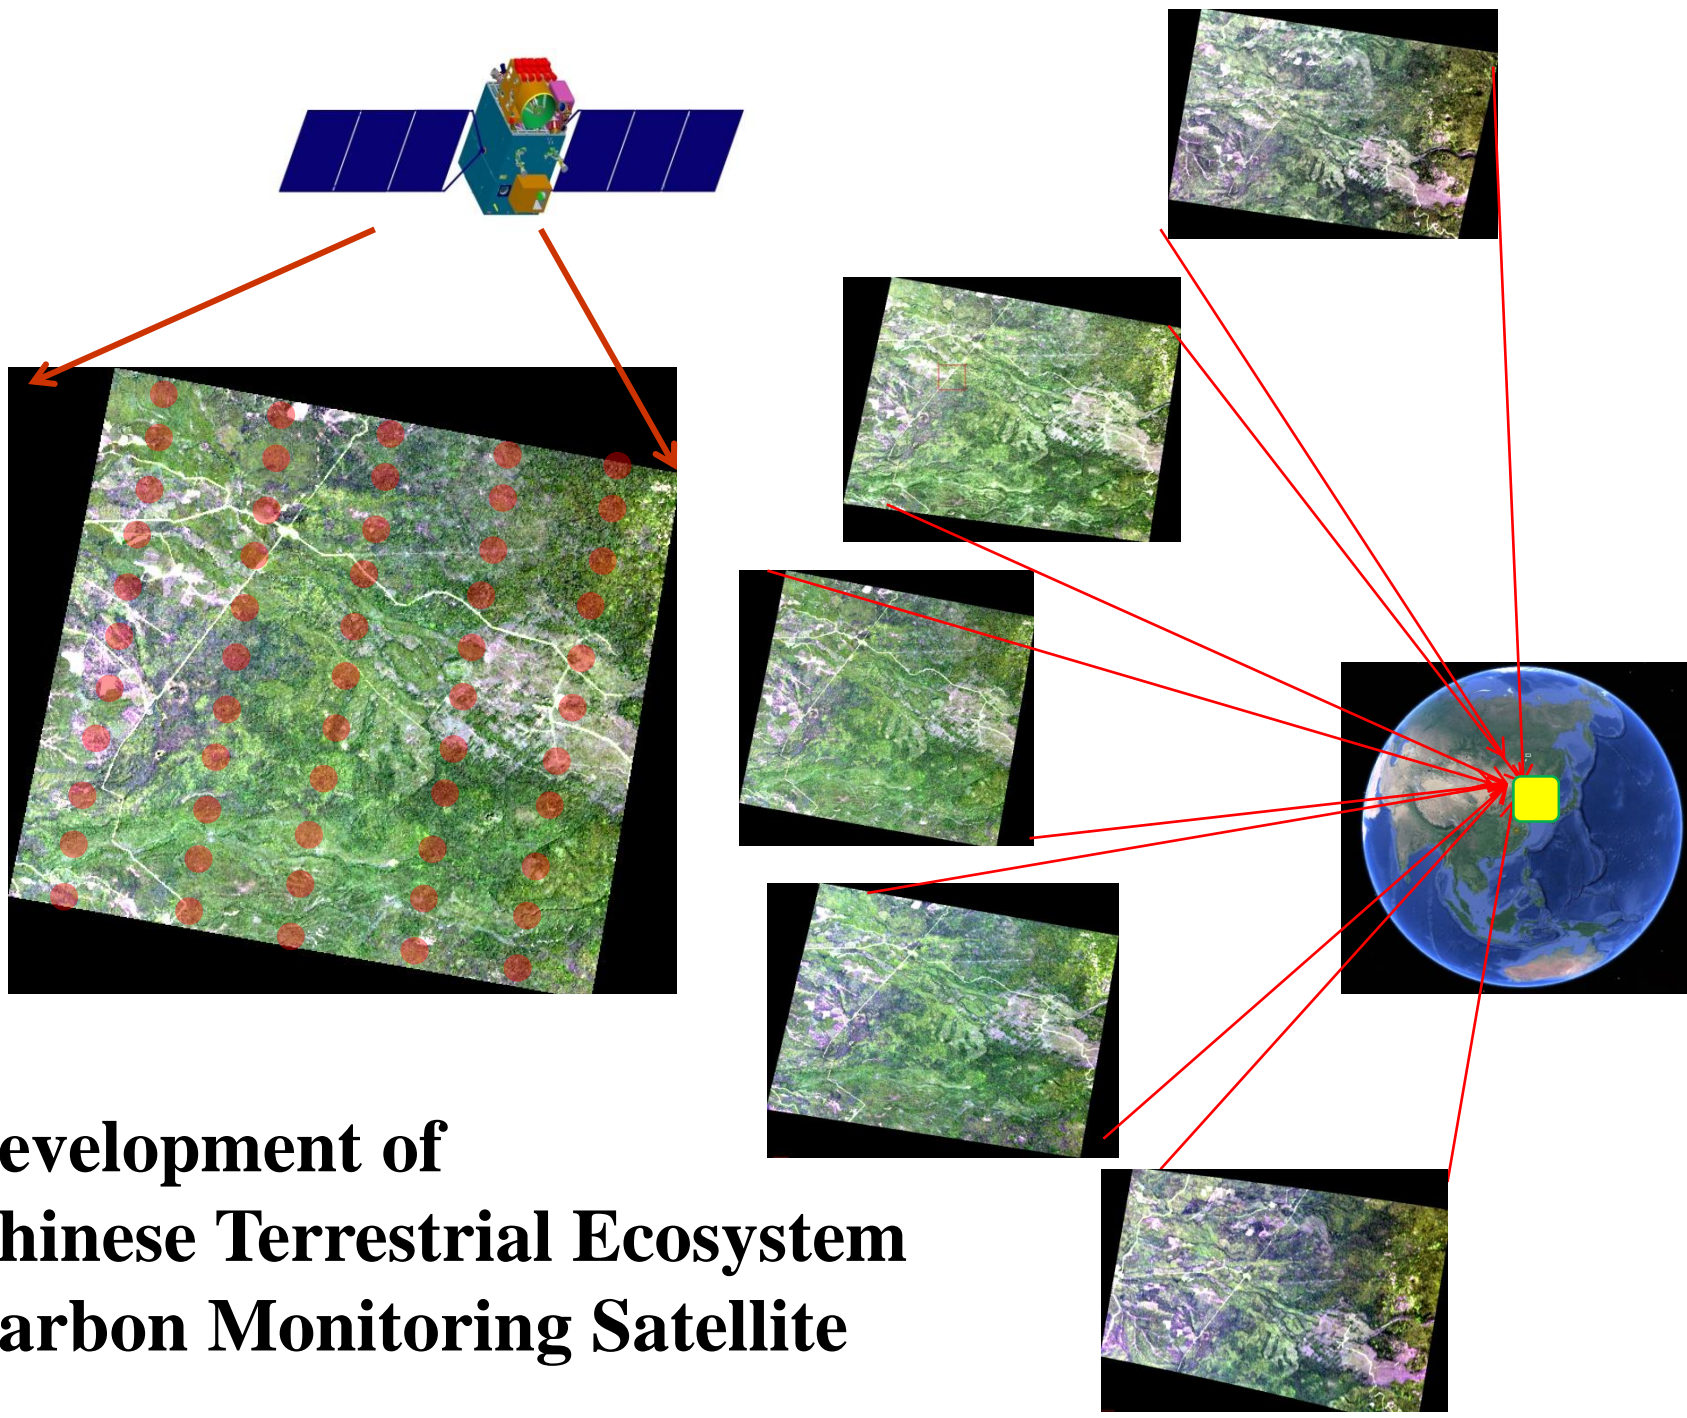 evelopment of
hinese Terrestrial Ecosystem
arbon Monitoring Satellite